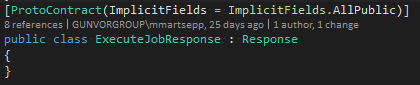 [ProtoContract(ImplicitFields = ImplicitFields.AllPublic)]
8 references | GUNVORGROUP\mmartsepp, 25 days ago | 1 author, 1 change
public class ExecuteJobResponse : Response
{
}